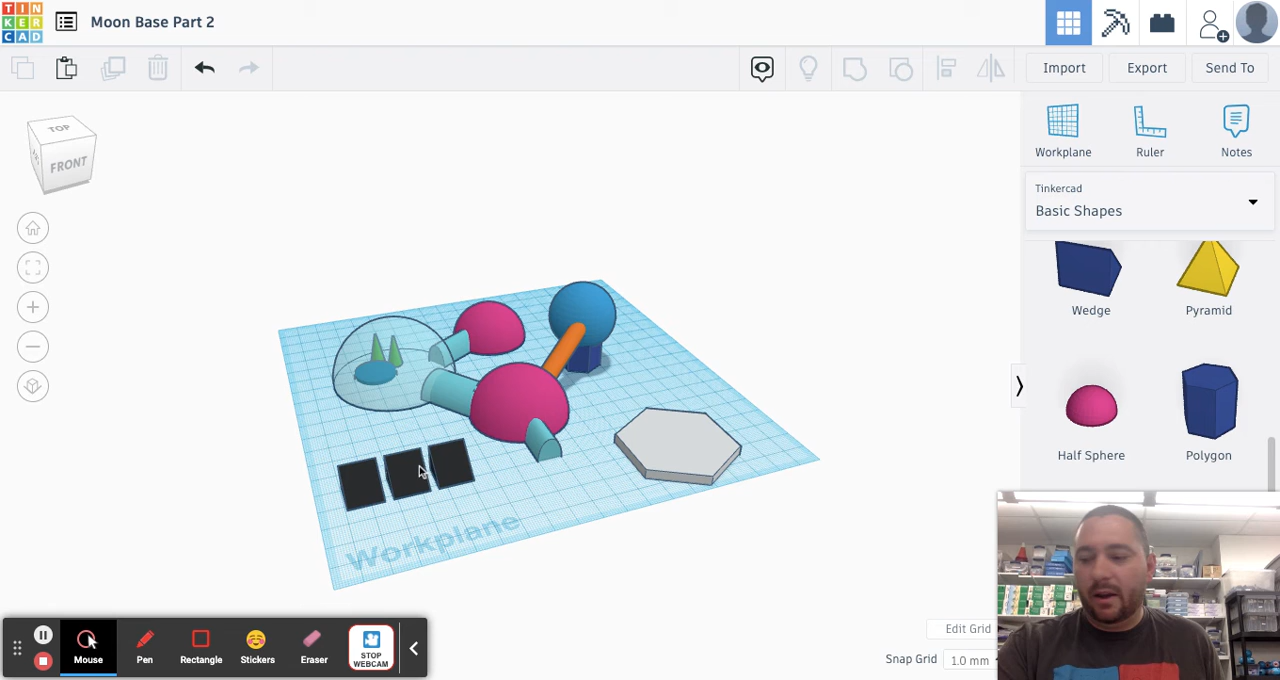 TIN
KER
CAD
Moon Base Part 2
Import
Export
Send To
TOP
FRONT
Workplane
Ruler
Notes
Tinkercad
Basic Shapes
Wedge
Pyramid
Half Sphere
Polygon
Workplane
Edit Grid
Snap Grid
1.0 mm
Mouse
Pen
Rectangle
Stickers
Eraser
STOP
WEBCAM